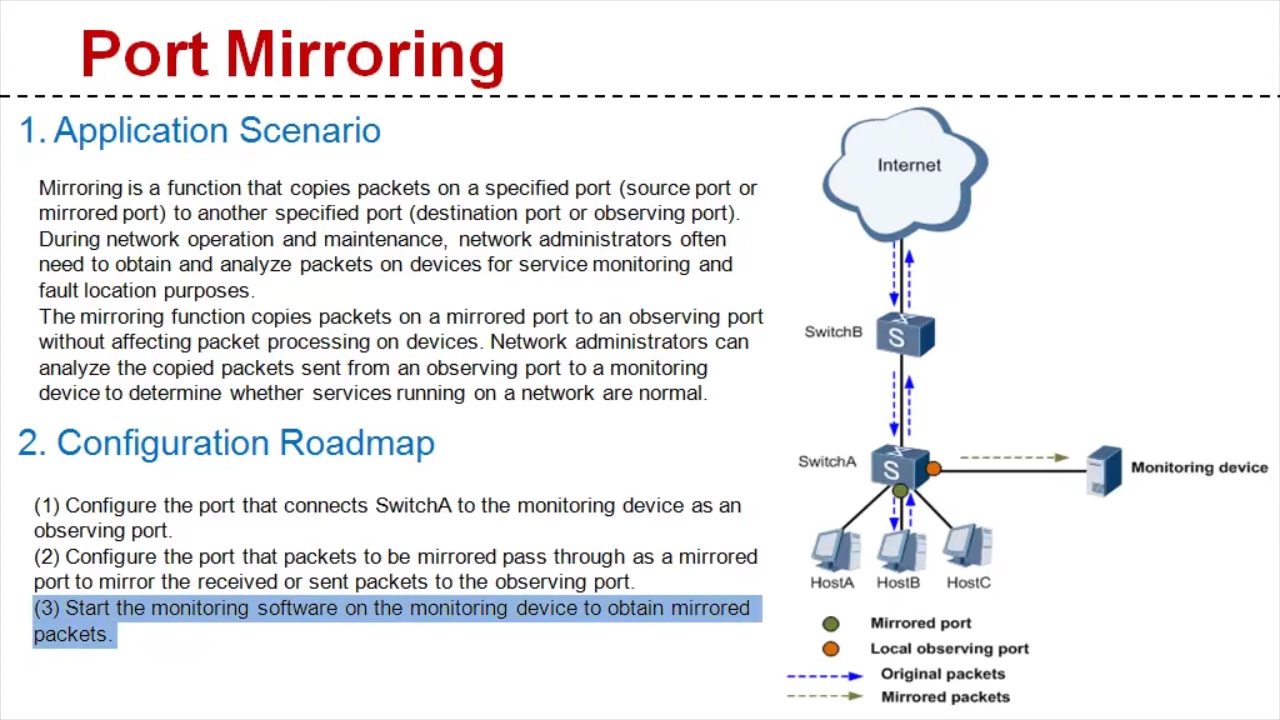 Port Mirroring
1. Application Scenario
Mirroring is a function that copies packets on a specified port (source port or
mirrored port) to another specified port (destination port or observing port).
During network operation and maintenance, network administrators often
need to obtain and analyze packets on devices for service monitoring and
fault location purposes.
The mirroring function copies packets on a mirrored port to an observing port
without affecting packet processing on devices. Network administrators can
analyze the copied packets sent from an observing port to a monitoring
device to determine whether services running on a network are normal.
2. Configuration Roadmap
(1) Configure the port that connects SwitchA to the monitoring device as an
observing port.
(2) Configure the port that packets to be mirrored pass through as a mirrored
port to mirror the received or sent packets to the observing port.
(3) Start the monitoring software on the monitoring device to obtain mirrored
packets.
Internet
SwitchB
S
SwitchA
S
Monitoring device
HostA
HostB
HostC
Mirrored port
Local observing port
Original packets
Mirrored packets